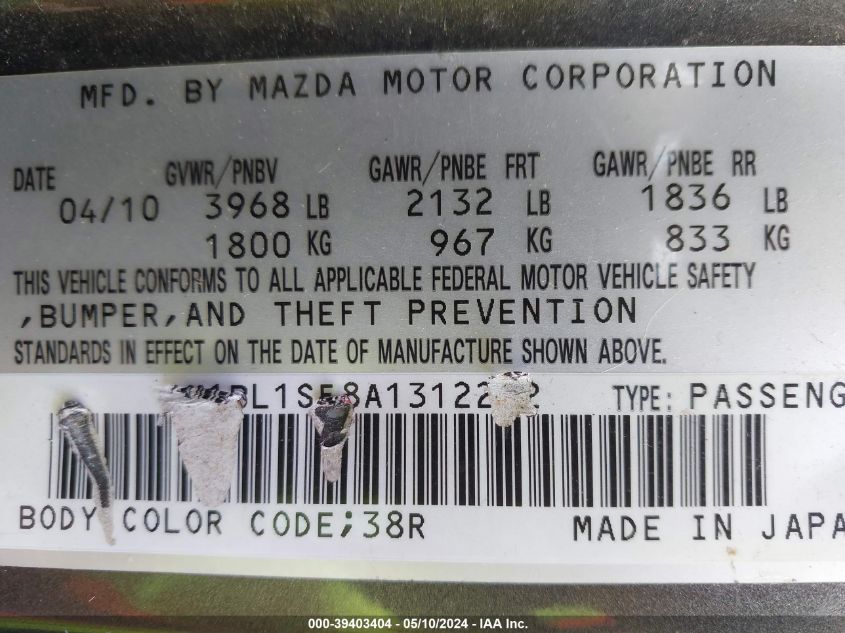 MFD. BY MAZDA MOTOR CORPORATION
DATE GVWR/PNBV GAWR/PNBE FRT GAWR/PNBE RR
04/10 3968 LB 2132 LB 1836 LB
1800 KG 967 KG 833 KG
THIS VEHICLE CONFORMS TO ALL APPLICABLE FEDERAL MOTOR VEHICLE SAFETY
,BUMPER,AND THEFT PREVENTION
STANDARDS IN EFFECT ON THE DATE OF MANUFACTURE SHOWN ABOVE.
TYPE: PASSENG
BODY COLOR CODE;38R MADE IN JAPA
000-39403404 - 05/10/2024 - IAA Inc.